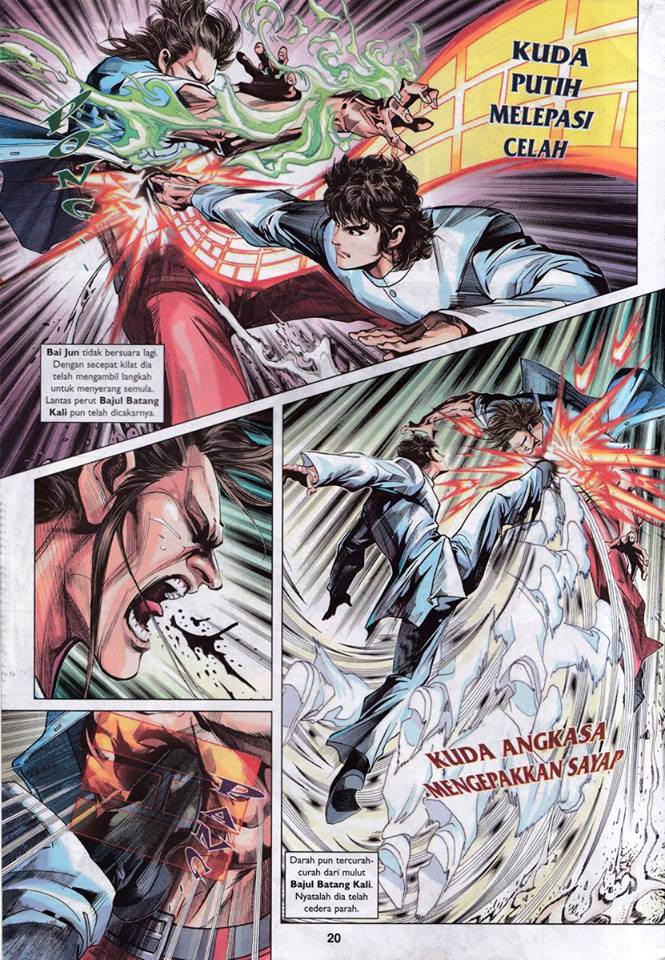 KUDA
PUTIH
MELEPASI
CELAH
DONG
Bai Jun tidak bersuara lagi.
Dengan secepat kilat dia
telah mengambil langkah
untuk menyerang semula.
Lantas perut Bajul Batang
Kali pun telah dicakarnya.
KUDA ANGKASA
MENGEPAKKAN SAYAP
Darah pun tercurah-
curah dari mulut
Bajul Batang Kali.
Nyatalah dia telah
cedera parah.
20